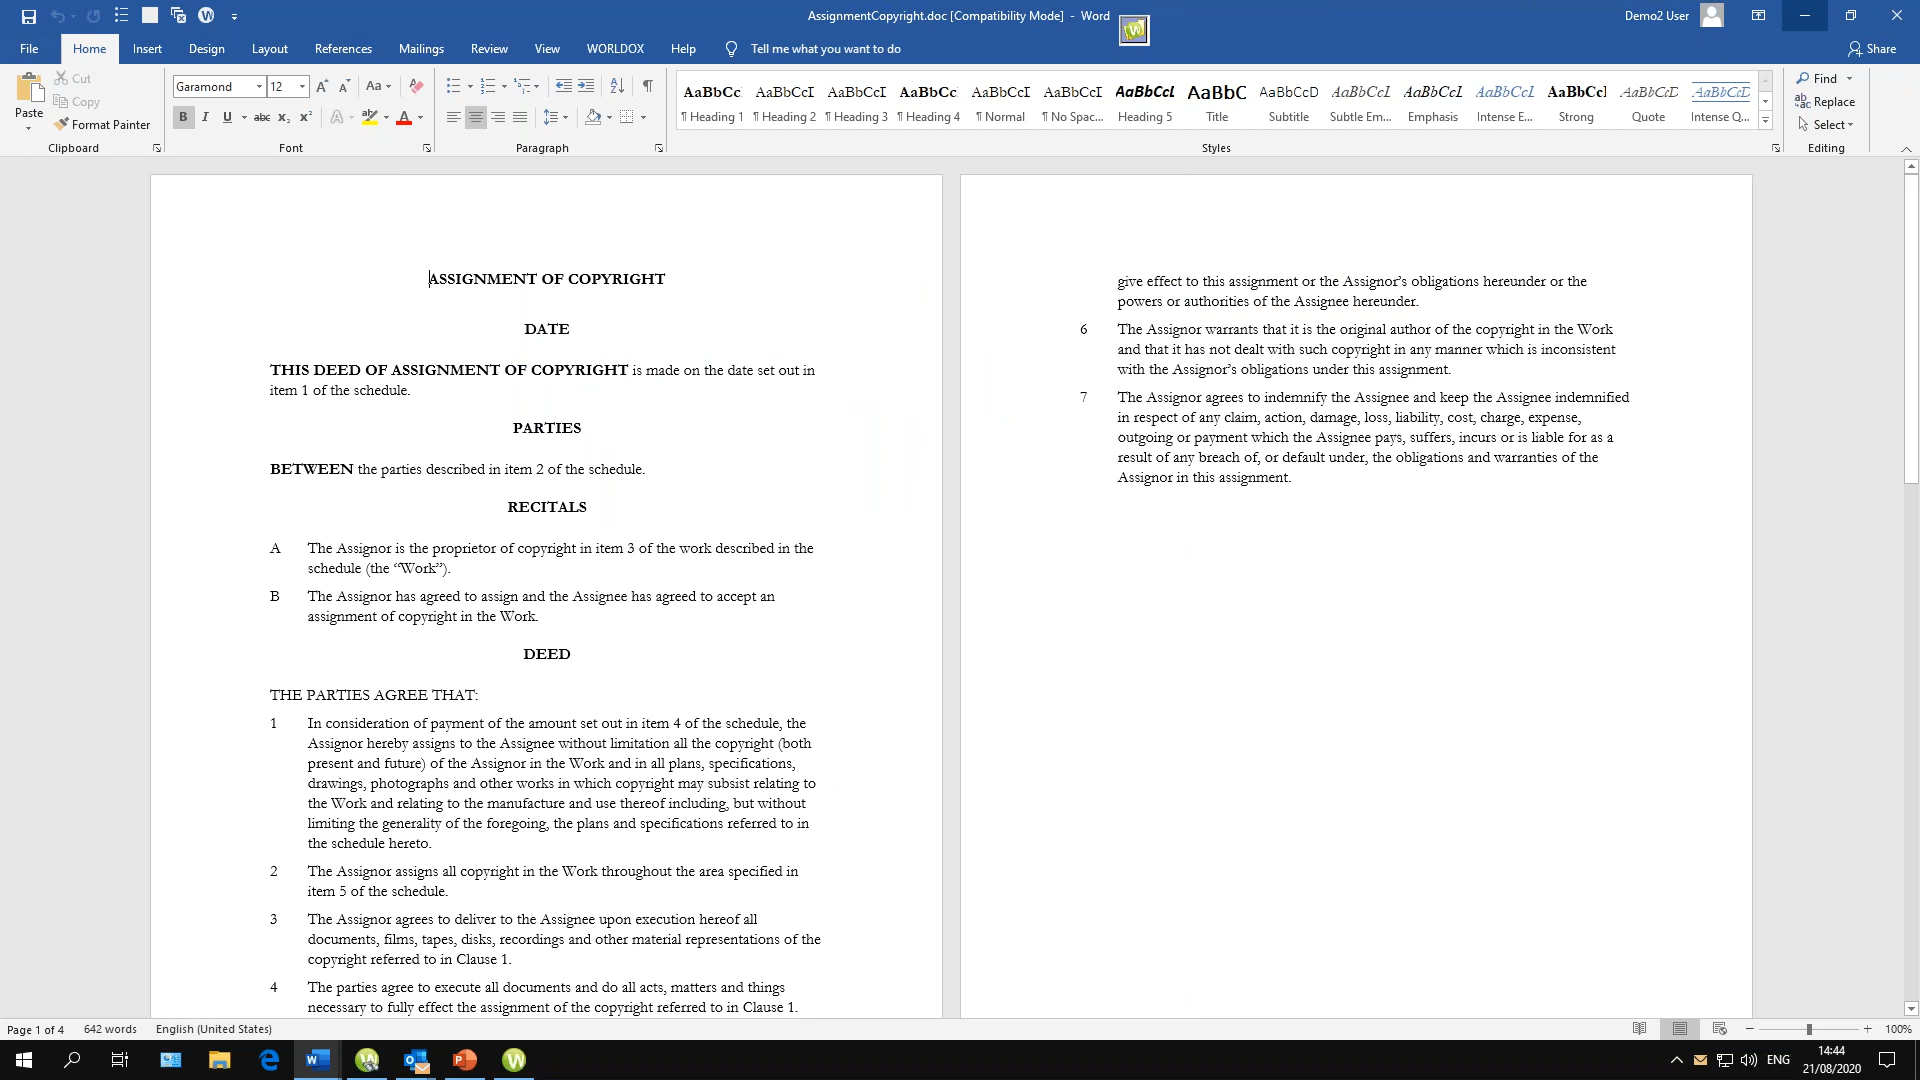 AssignmentCopyright.doc [Compatibility Mode] - Word
Demo2 User
File Home Insert Design Layout References Mailings Review View WORLDOX Help Tell me what you want to do Share
Paste
Cut
Copy
Format Painter
Clipboard
Garamond 12
Font
Paragraph
AaBbCc AaBbCcI AaBbCcI AaBbCc AaBbCcI AaBbCcI AaBbCcL AaBbC AaBbCcD AaBbCcL AaBbCcL AaBbCcL AaBbCcl AaBbCcD AaBbCcD
¶ Heading 1 ¶ Heading 2 ¶ Heading 3 ¶ Heading 4 ¶ Normal ¶ No Spac... Heading 5 Title Subtitle Subtle Em... Emphasis Intense E... Strong Quote Intense Q...
Styles
Find
Replace
Select
Editing
ASSIGNMENT OF COPYRIGHT
DATE
THIS DEED OF ASSIGNMENT OF COPYRIGHT is made on the date set out in
item 1 of the schedule.
PARTIES
BETWEEN the parties described in item 2 of the schedule.
RECITALS
A The Assignor is the proprietor of copyright in item 3 of the work described in the
schedule (the “Work”).
B The Assignor has agreed to assign and the Assignee has agreed to accept an
assignment of copyright in the Work.
DEED
THE PARTIES AGREE THAT:
1 In consideration of payment of the amount set out in item 4 of the schedule, the
Assignor hereby assigns to the Assignee without limitation all the copyright (both
present and future) of the Assignor in the Work and in all plans, specifications,
drawings, photographs and other works in which copyright may subsist relating to
the Work and relating to the manufacture and use thereof including, but without
limiting the generality of the foregoing, the plans and specifications referred to in
the schedule hereto.
2 The Assignor assigns all copyright in the Work throughout the area specified in
item 5 of the schedule.
3 The Assignor agrees to deliver to the Assignee upon execution hereof all
documents, films, tapes, disks, recordings and other material representations of the
copyright referred to in Clause 1.
4 The parties agree to execute all documents and do all acts, matters and things
necessary to fully effect the assignment of the copyright referred to in Clause 1.
give effect to this assignment or the Assignor’s obligations hereunder or the
powers or authorities of the Assignee hereunder.
6 The Assignor warrants that it is the original author of the copyright in the Work
and that it has not dealt with such copyright in any manner which is inconsistent
with the Assignor’s obligations under this assignment.
7 The Assignor agrees to indemnify the Assignee and keep the Assignee indemnified
in respect of any claim, action, damage, loss, liability, cost, charge, expense,
outgoing or payment which the Assignee pays, suffers, incurs or is liable for as a
result of any breach of, or default under, the obligations and warranties of the
Assignor in this assignment.
Page 1 of 4 642 words English (United States)
100%
ENG
14:44
21/08/2020